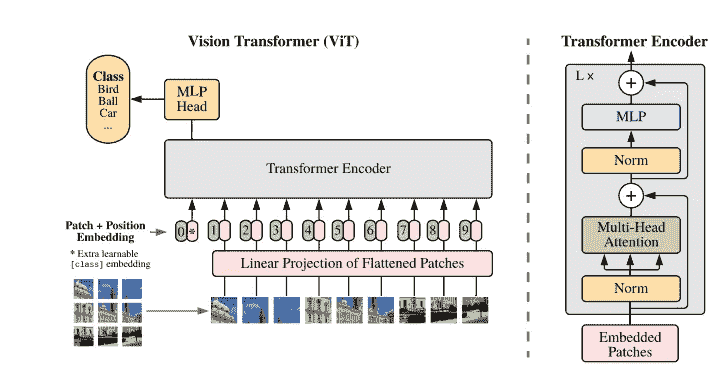 Vision Transformer (ViT)
Class
Bird
Ball
Car
...
MLP
Head
Transformer Encoder
Patch + Position
Embedding
0 * 1 2 3 4 5 6 7 8 9
* Extra learnable
[class] embedding
Linear Projection of Flattened Patches
Transformer Encoder
L ×
+
MLP
Norm
+
Multi-Head
Attention
Norm
Embedded
Patches